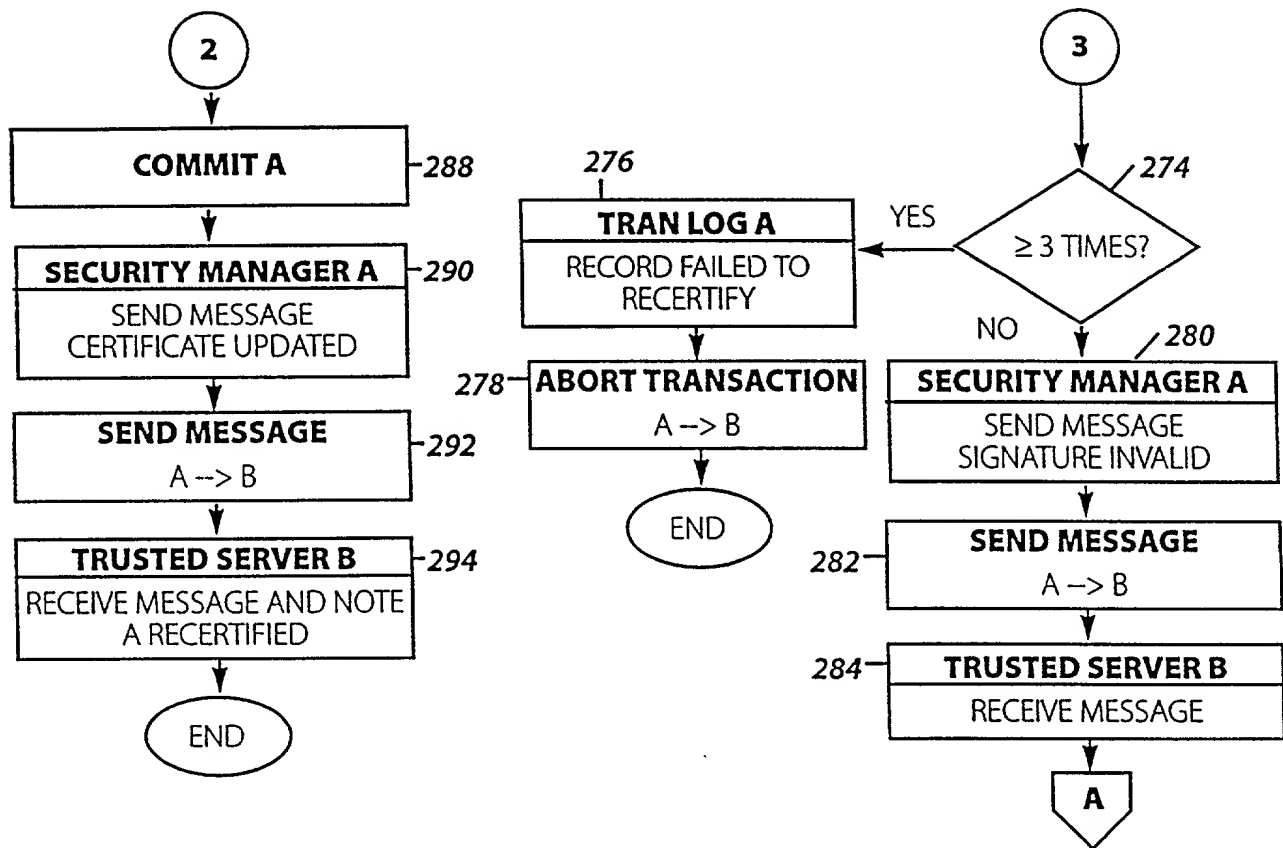 2
COMMIT A
288
SECURITY MANAGER A
290
SEND MESSAGE
CERTIFICATE UPDATED
SEND MESSAGE
292
A --> B
TRUSTED SERVER B
294
RECEIVE MESSAGE AND NOTE
A RECERTIFIED
END
276
TRAN LOG A
RECORD FAILED TO
RECERTIFY
278
ABORT TRANSACTION
A --> B
END
3
274
≥ 3 TIMES?
YES
NO
280
SECURITY MANAGER A
SEND MESSAGE
SIGNATURE INVALID
SEND MESSAGE
282
A --> B
284
TRUSTED SERVER B
RECEIVE MESSAGE
A